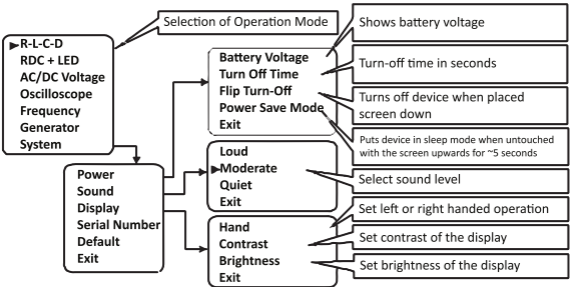 Selection of Operation Mode
R-L-C-D
RDC + LED
AC/DC Voltage
Oscilloscope
Frequency
Generator
System
Power
Sound
Display
Serial Number
Default
Exit
Battery Voltage
Turn Off Time
Flip Turn-Off
Power Save Mode
Exit
Loud
Moderate
Quiet
Exit
Hand
Contrast
Brightness
Exit
Shows battery voltage
Turn-off time in seconds
Turns off device when placed
screen down
Puts device in sleep mode when untouched
with the screen upwards for ~5 seconds
Select sound level
Set left or right handed operation
Set contrast of the display
Set brightness of the display